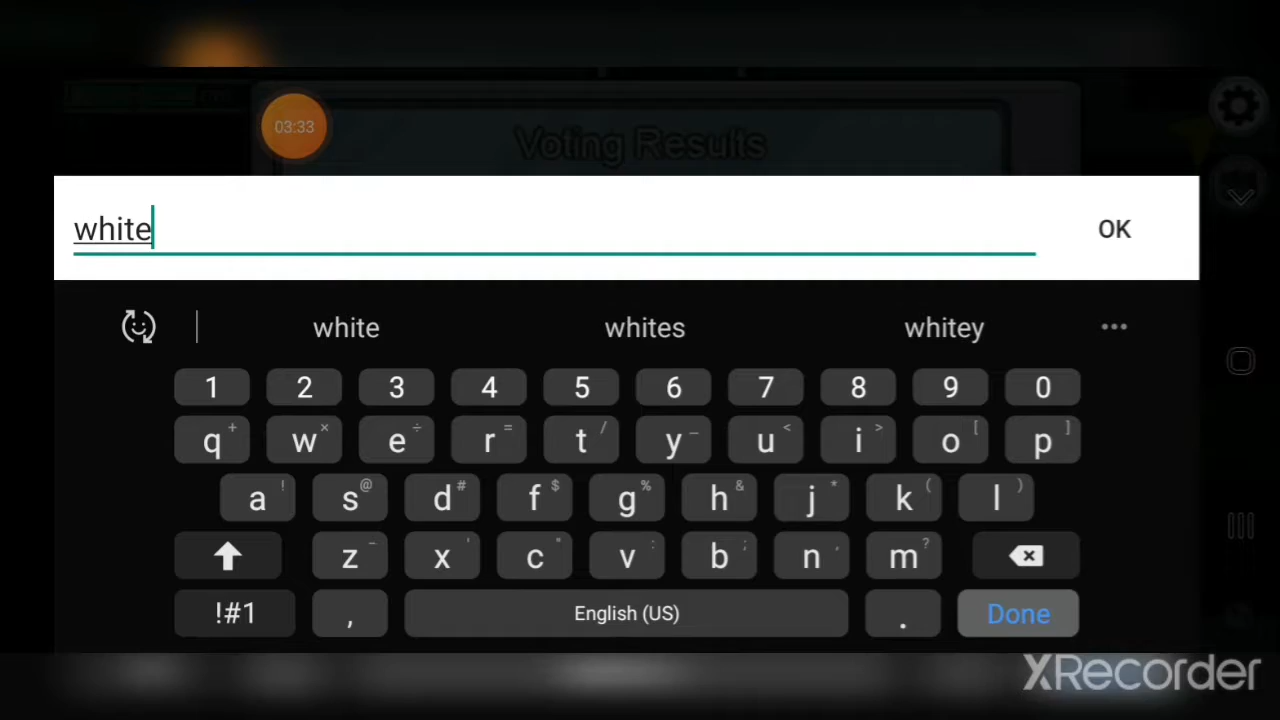 03:33
Voting Results
white
OK
white whites whitey
1 2 3 4 5 6 7 8 9 0
q + w × e ÷ r = t / y _ u < i > o [ p ]
a ! s @ d # f $ g % h & j * k ( l )
z - x ' c " v : b ; n , m ?
!#1 , English (US) . Done
XRecorder